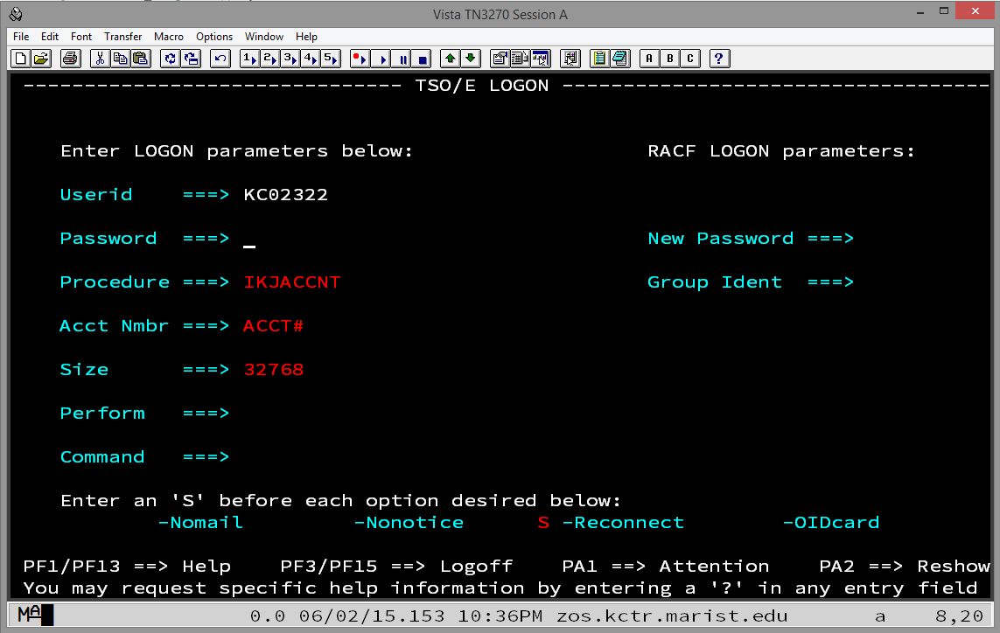 Vista TN3270 Session A
File Edit Font Transfer Macro Options Window Help
1 2 3 4 5 A B C ?
------------------------------- TSO/E LOGON -----------------------------------
Enter LOGON parameters below: RACF LOGON parameters:
Userid ===> KC02322
Password ===> _ New Password ===>
Procedure ===> IKJACCNT Group Ident ===>
Acct Nmbr ===> ACCT#
Size ===> 32768
Perform ===>
Command ===>
Enter an 'S' before each option desired below:
-Nomail -Nonotice S -Reconnect -OIDcard
PF1/PF13 ==> Help PF3/PF15 ==> Logoff PA1 ==> Attention PA2 ==> Reshow
You may request specific help information by entering a '?' in any entry field
MA 0.0 06/02/15.153 10:36PM zos.kctr.marist.edu a 8,20